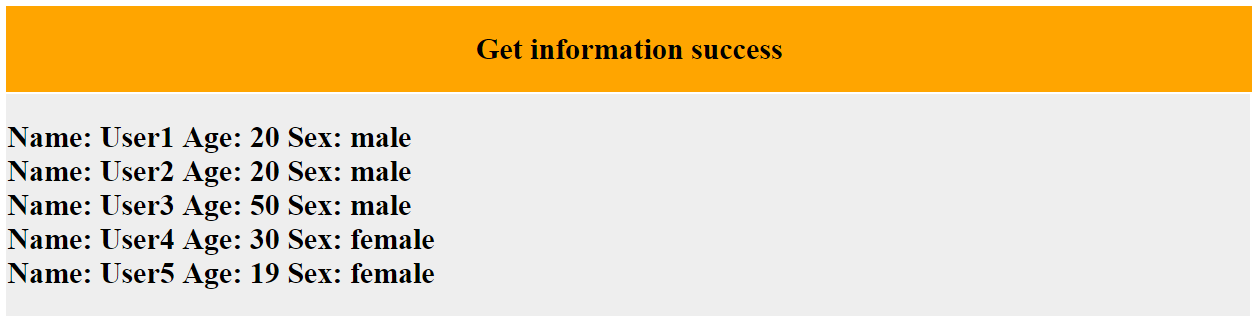 Get information success
Name: User1 Age: 20 Sex: male
Name: User2 Age: 20 Sex: male
Name: User3 Age: 50 Sex: male
Name: User4 Age: 30 Sex: female
Name: User5 Age: 19 Sex: female